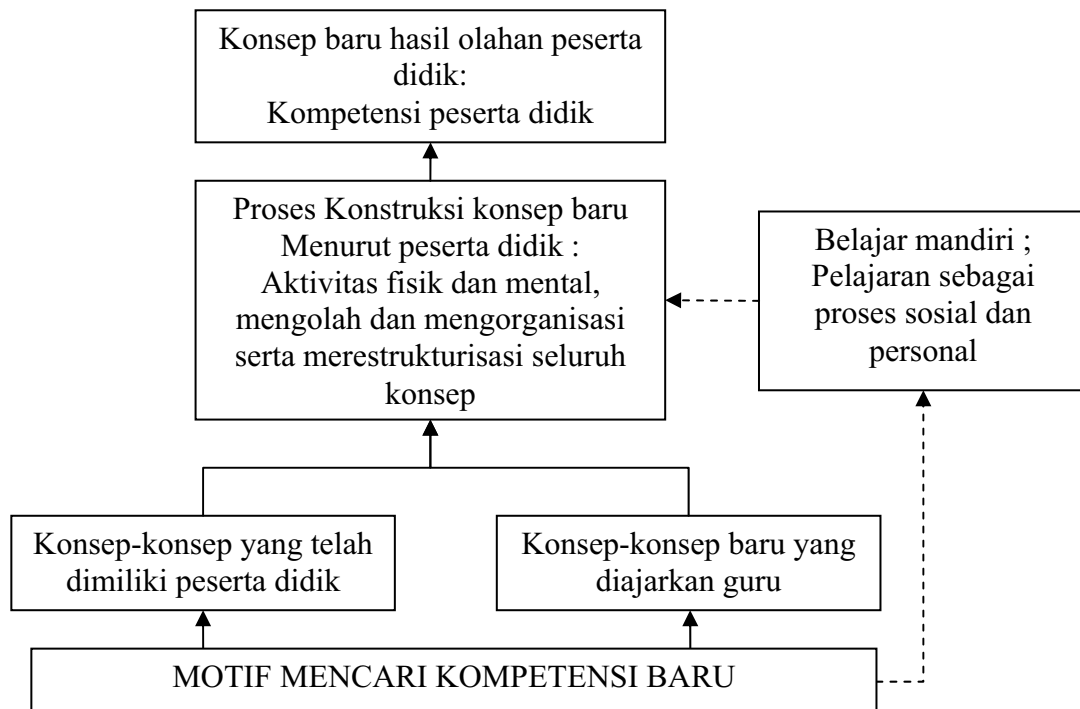 Konsep baru hasil olahan peserta
didik:
Kompetensi peserta didik
Proses Konstruksi konsep baru
Menurut peserta didik :
Aktivitas fisik dan mental,
mengolah dan mengorganisasi
serta merestrukturisasi seluruh
konsep
Belajar mandiri ;
Pelajaran sebagai
proses sosial dan
personal
Konsep-konsep yang telah
dimiliki peserta didik
Konsep-konsep baru yang
diajarkan guru
MOTIF MENCARI KOMPETENSI BARU